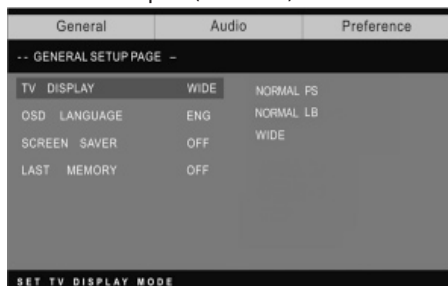 General Audio Preference
-- GENERAL SETUP PAGE –
TV DISPLAY WIDE NORMAL PS
OSD LANGUAGE ENG NORMAL LB
SCREEN SAVER OFF WIDE
LAST MEMORY OFF
SET TV DISPLAY MODE